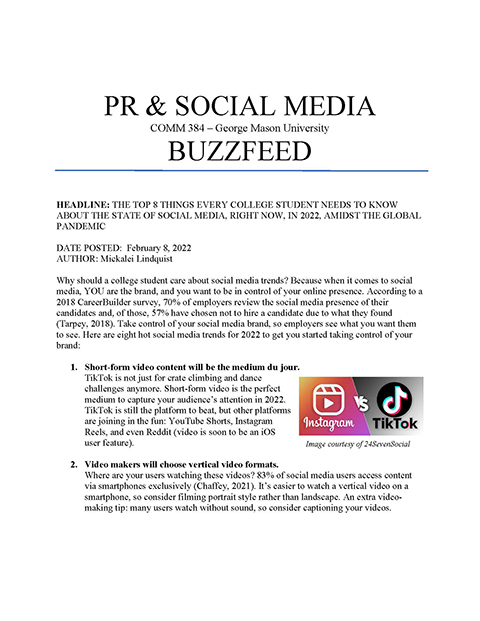 PR & SOCIAL MEDIA
COMM 384 – George Mason University
BUZZFEED
HEADLINE: THE TOP 8 THINGS EVERY COLLEGE STUDENT NEEDS TO KNOW
ABOUT THE STATE OF SOCIAL MEDIA, RIGHT NOW, IN 2022, AMIDST THE GLOBAL
PANDEMIC
DATE POSTED: February 8, 2022
AUTHOR: Mickalei Lindquist
Why should a college student care about social media trends? Because when it comes to social
media, YOU are the brand, and you want to be in control of your online presence. According to a
2018 CareerBuilder survey, 70% of employers review the social media presence of their
candidates and, of those, 57% have chosen not to hire a candidate due to what they found
(Tarpey, 2018). Take control of your social media brand, so employers see what you want them
to see. Here are eight hot social media trends for 2022 to get you started taking control of your
brand:
1. Short-form video content will be the medium du jour.
TikTok is not just for crate climbing and dance
challenges anymore. Short-form video is the perfect
medium to capture your audience's attention in 2022.
TikTok is still the platform to beat, but other platforms
are joining in the fun: YouTube Shorts, Instagram
Reels, and even Reddit (video is soon to be an iOS
user feature).
Instagram VS TikTok
Image courtesy of 24SevenSocial
2. Video makers will choose vertical video formats.
Where are your users watching these videos? 83% of social media users access content
via smartphones exclusively (Chaffey, 2021). It's easier to watch a vertical video on a
smartphone, so consider filming portrait style rather than landscape. An extra video-
making tip: many users watch without sound, so consider captioning your videos.